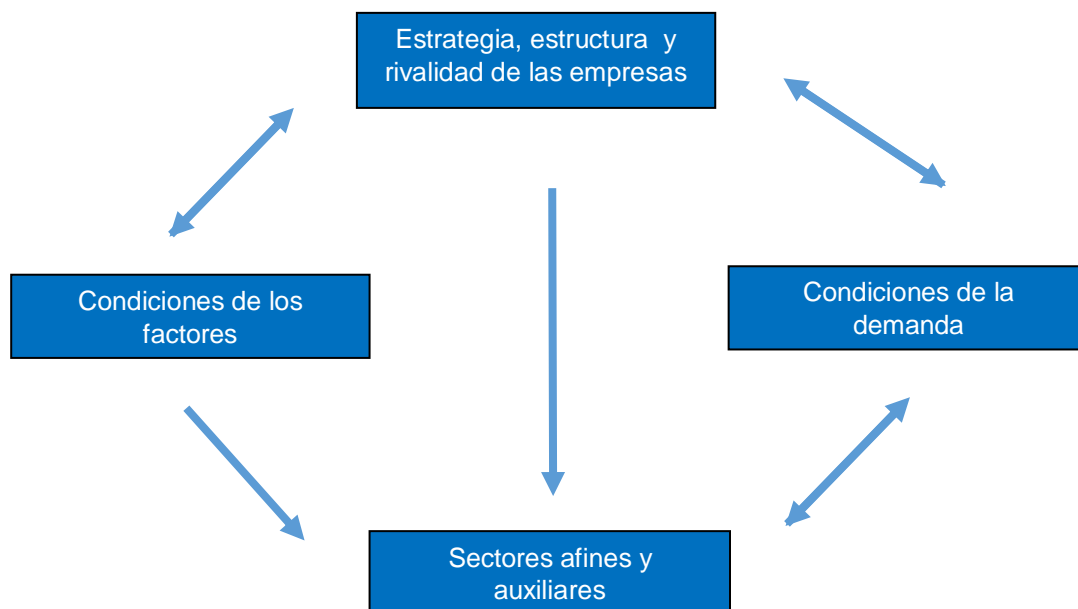 Estrategia, estructura y
rivalidad de las empresas
Condiciones de los
factores
Condiciones de la
demanda
Sectores afines y
auxiliares